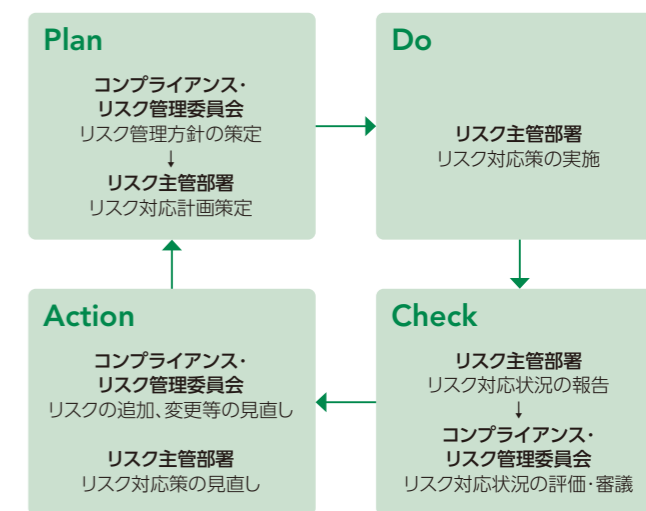 Plan
コンプライアンス・
リスク管理委員会
リスク管理方針の策定
↓
リスク主管部署
リスク対応計画策定
Do
リスク主管部署
リスク対応策の実施
Action
コンプライアンス・
リスク管理委員会
リスクの追加、変更等の見直し
リスク主管部署
リスク対応策の見直し
Check
リスク主管部署
リスク対応状況の報告
↓
コンプライアンス・
リスク管理委員会
リスク対応状況の評価・審議